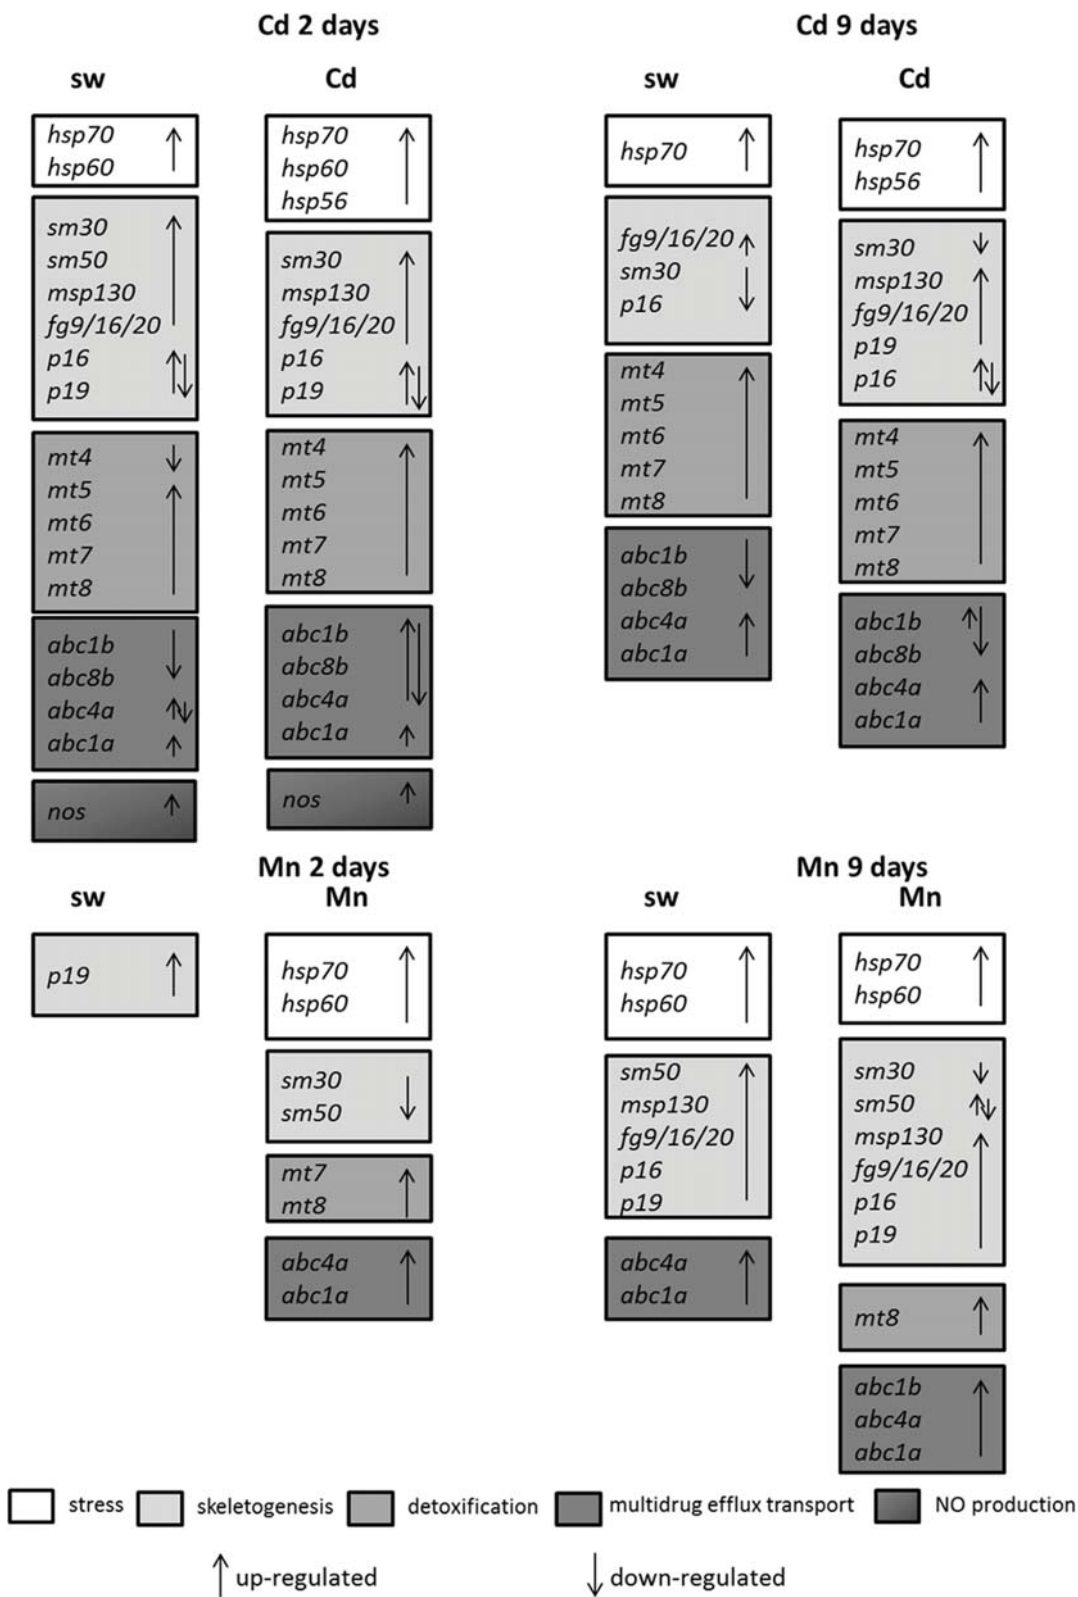 Cd 2 days
sw
Cd
hsp70
hsp60
sm30
sm50
msp130
fg9/16/20
p16
p19
mt4
mt5
mt6
mt7
mt8
abc1b
abc8b
abc4a
abc1a
nos
hsp70
hsp60
hsp56
sm30
msp130
fg9/16/20
p16
p19
mt4
mt5
mt6
mt7
mt8
abc1b
abc8b
abc4a
abc1a
nos
Cd 9 days
sw
Cd
hsp70
fg9/16/20
sm30
p16
mt4
mt5
mt6
mt7
mt8
abc1b
abc8b
abc4a
abc1a
hsp70
hsp56
sm30
msp130
fg9/16/20
p19
p16
mt4
mt5
mt6
mt7
mt8
abc1b
abc8b
abc4a
abc1a
Mn 2 days
sw
Mn
p19
hsp70
hsp60
sm30
sm50
mt7
mt8
abc4a
abc1a
Mn 9 days
sw
Mn
hsp70
hsp60
sm50
msp130
fg9/16/20
p16
p19
abc4a
abc1a
hsp70
hsp60
sm30
sm50
msp130
fg9/16/20
p16
p19
mt8
abc1b
abc4a
abc1a
stress
skeletogenesis
detoxification
multidrug efflux transport
NO production
up-regulated
down-regulated